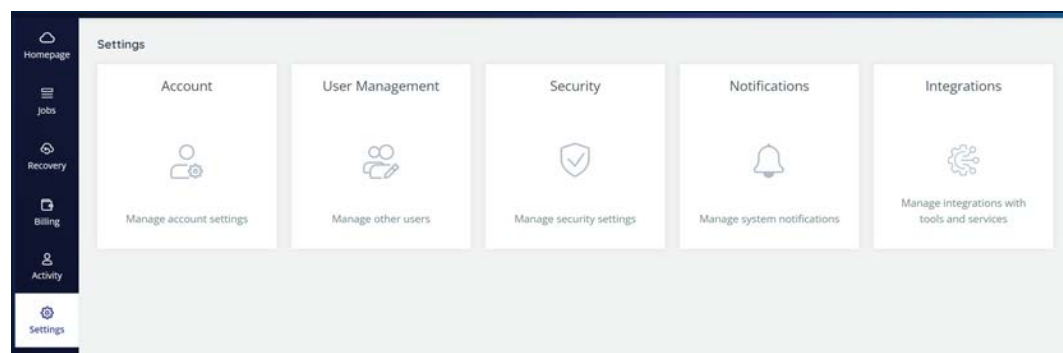 Homepage
Jobs
Recovery
Billing
Activity
Settings
Settings
Account
Manage account settings
User Management
Manage other users
Security
Manage security settings
Notifications
Manage system notifications
Integrations
Manage integrations with
tools and services